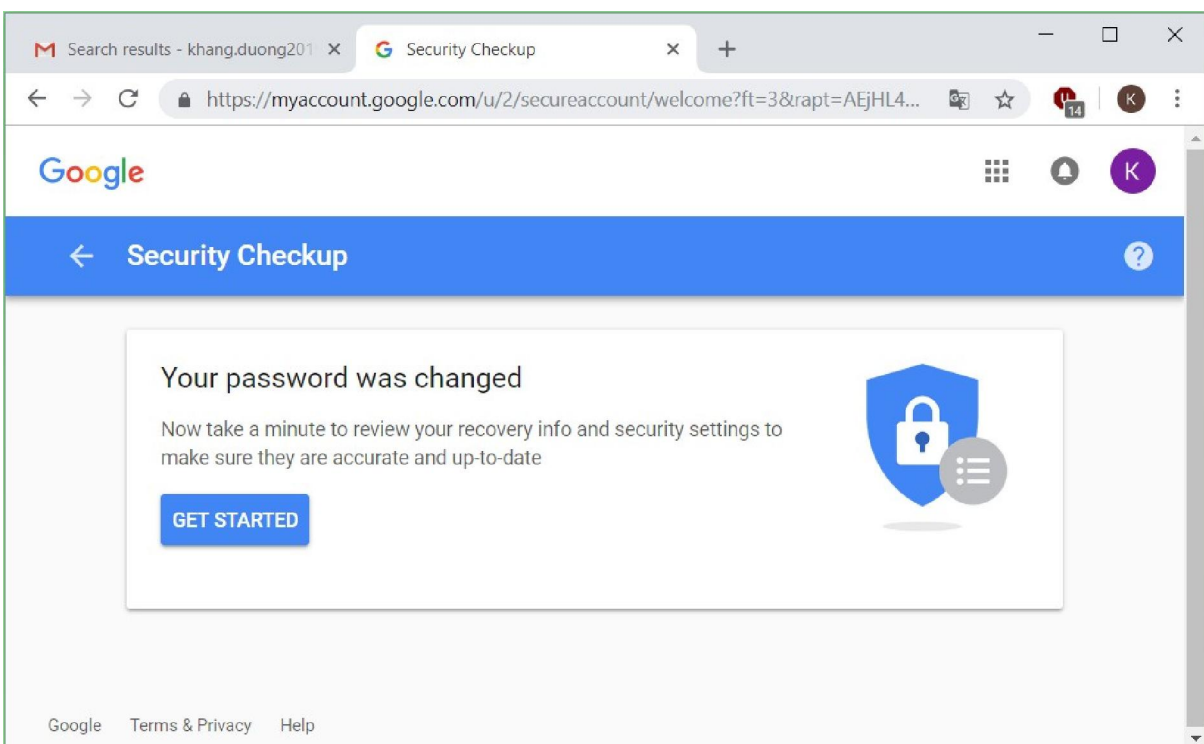 Search results - khang.duong201
Security Checkup
https://myaccount.google.com/u/2/secureaccount/welcome?ft=3&rapt=AEjHL4...
14
K
Google
K
Security Checkup
?
Your password was changed
Now take a minute to review your recovery info and security settings to
make sure they are accurate and up-to-date
GET STARTED
Google Terms & Privacy Help